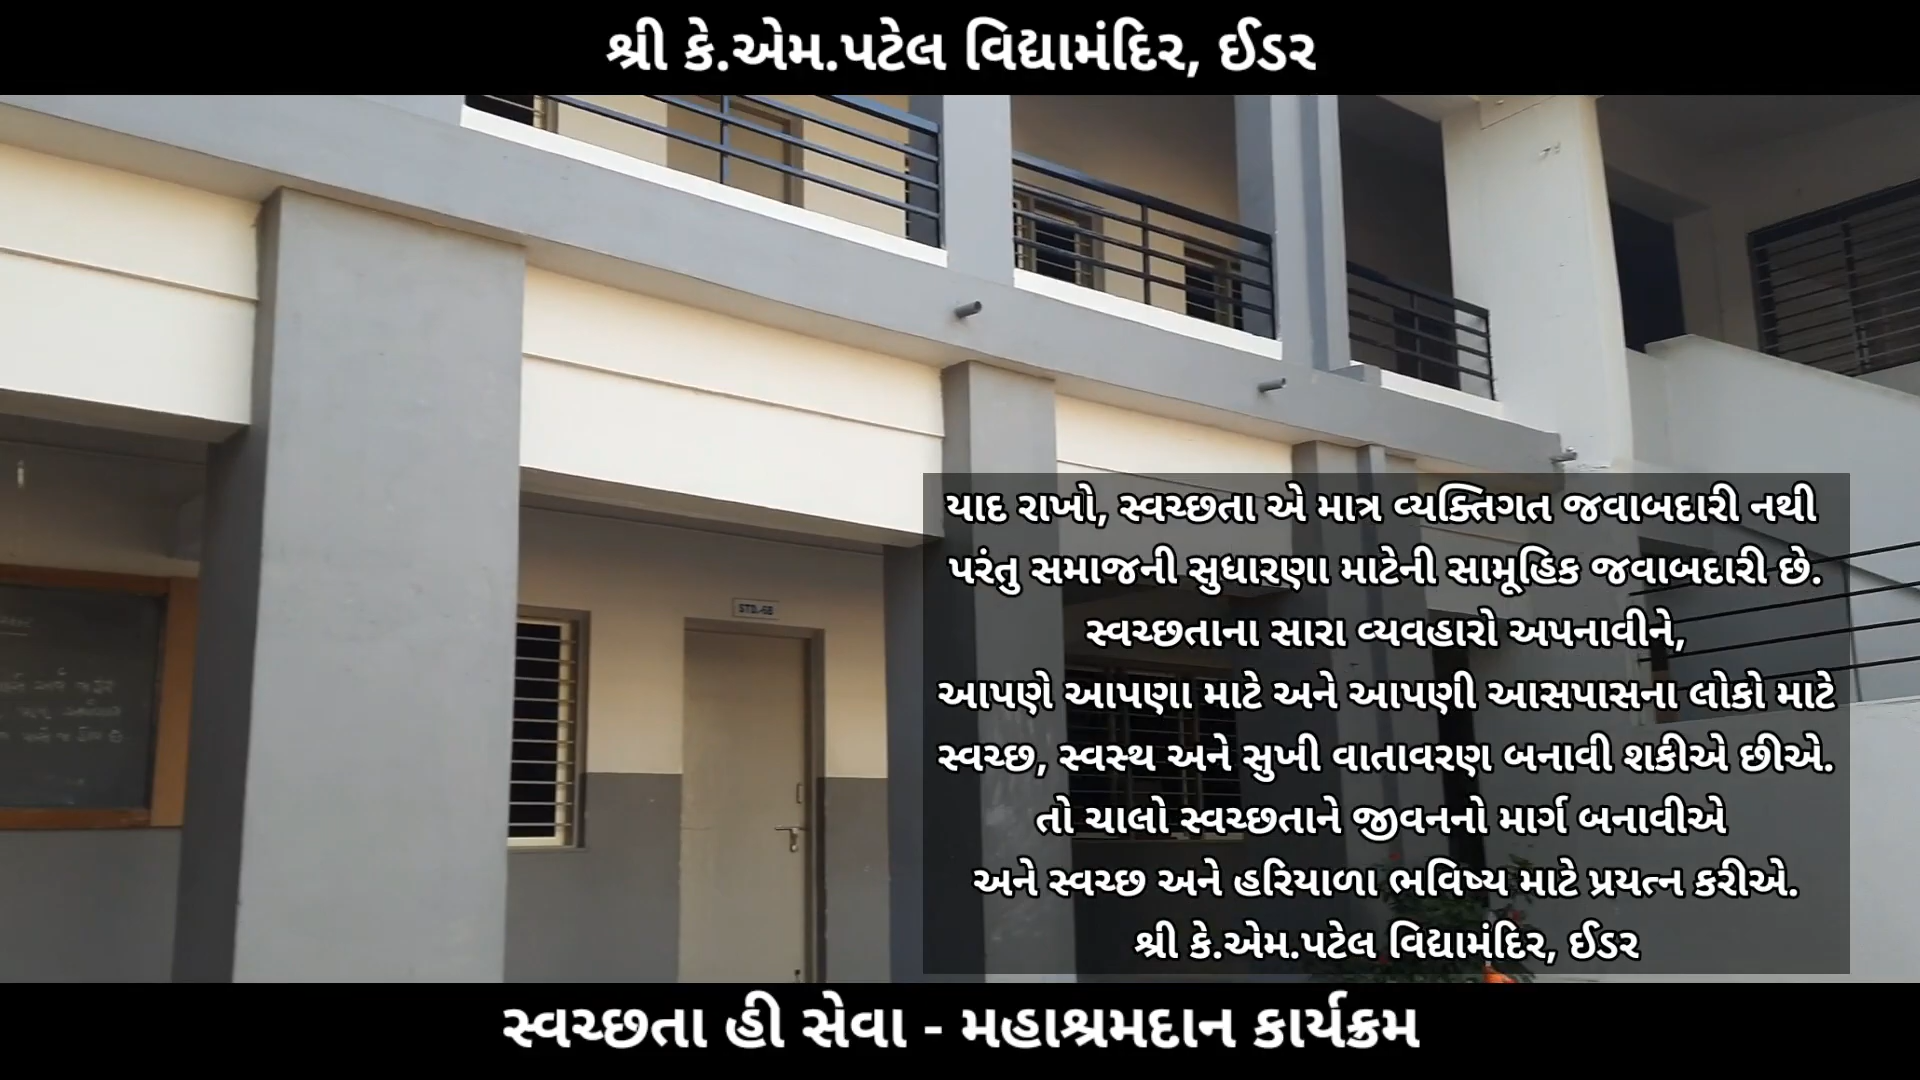 શ્રી કે.એમ.પટેલ વિદ્યામંદિર, ઈડર
STD.-6B
યાદ રાખો, સ્વચ્છતા એ માત્ર વ્યક્તિગત જવાબદારી નથી
પરંતુ સમાજની સુધારણા માટેની સામૂહિક જવાબદારી છે.
સ્વચ્છતાના સારા વ્યવહારો અપનાવીને,
આપણે આપણા માટે અને આપણી આસપાસના લોકો માટે
સ્વચ્છ, સ્વસ્થ અને સુખી વાતાવરણ બનાવી શકીએ છીએ.
તો ચાલો સ્વચ્છતાને જીવનનો માર્ગ બનાવીએ
અને સ્વચ્છ અને હરિયાળા ભવિષ્ય માટે પ્રયત્ન કરીએ.
શ્રી કે.એમ.પટેલ વિદ્યામંદિર, ઈડર
સ્વચ્છતા હી સેવા - મહાશ્રમદાન કાર્યક્રમ